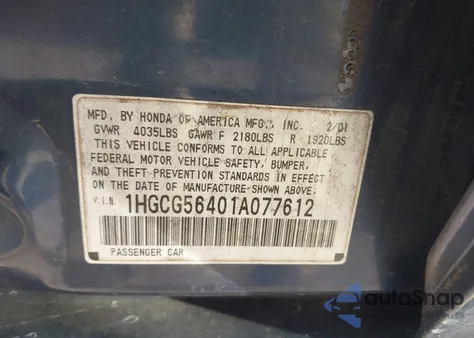 MFD. BY HONDA OF AMERICA MFG., INC. 2/01
GVWR 4035LBS GAWR F 2180LBS R 1920LBS
THIS VEHICLE CONFORMS TO ALL APPLICABLE
FEDERAL MOTOR VEHICLE SAFETY, BUMPER,
AND THEFT PREVENTION STANDARDS IN EFFECT
ON THE DATE OF MANUFACTURE SHOWN ABOVE.
V.I.N. 1HGCG56401A077612
PASSENGER CAR
autoSnap